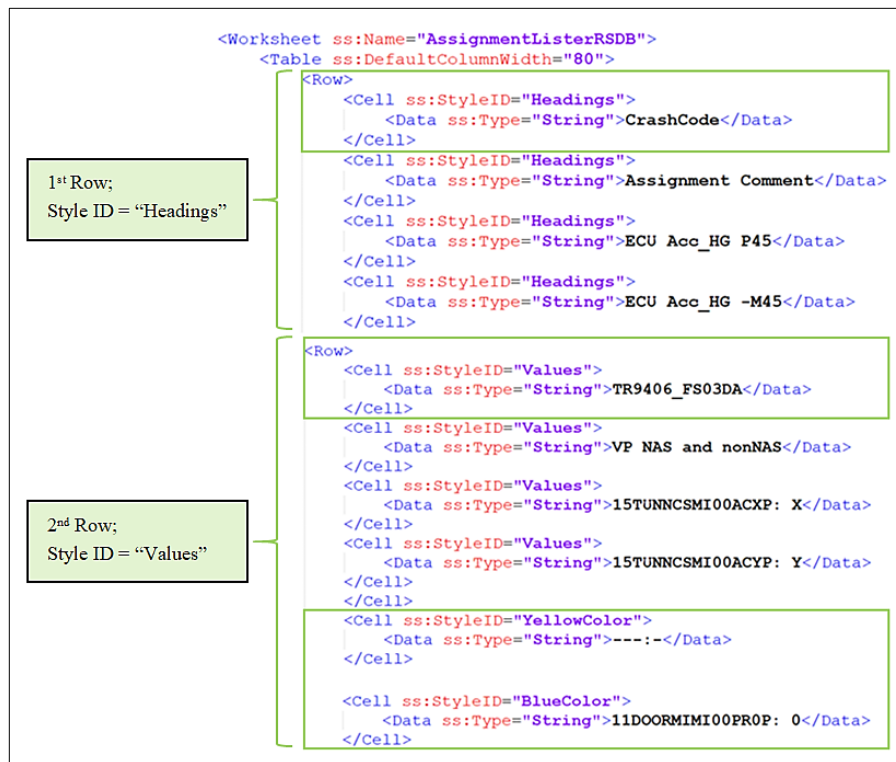 <Worksheet ss:Name="AssignmentListerRSDB">
<Table ss:DefaultColumnWidth="80">
<Row>
<Cell ss:StyleID="Headings">
<Data ss:Type="String">CrashCode</Data>
</Cell>
<Cell ss:StyleID="Headings">
<Data ss:Type="String">Assignment Comment</Data>
</Cell>
<Cell ss:StyleID="Headings">
<Data ss:Type="String">ECU Acc_HG P45</Data>
</Cell>
<Cell ss:StyleID="Headings">
<Data ss:Type="String">ECU Acc_HG -M45</Data>
</Cell>
1st Row;
Style ID = “Headings”
<Row>
<Cell ss:StyleID="Values">
<Data ss:Type="String">TR9406_FS03DA</Data>
</Cell>
<Cell ss:StyleID="Values">
<Data ss:Type="String">VP NAS and nonNAS</Data>
</Cell>
<Cell ss:StyleID="Values">
<Data ss:Type="String">15TUNNCSMI00ACXP: X</Data>
</Cell>
<Cell ss:StyleID="Values">
<Data ss:Type="String">15TUNNCSMI00ACYP: Y</Data>
</Cell>
</Cell>
<Cell ss:StyleID="YellowColor">
<Data ss:Type="String">---:-</Data>
</Cell>
<Cell ss:StyleID="BlueColor">
<Data ss:Type="String">11DOORMIMI00PR0P: 0</Data>
</Cell>
2nd Row;
Style ID = “Values”